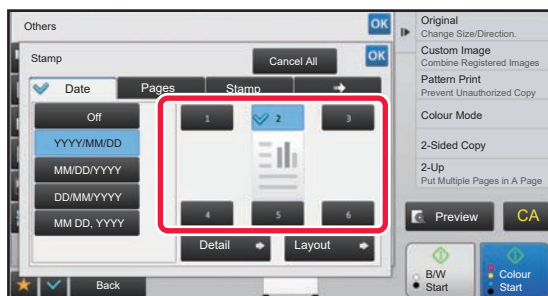 Others
OK
Stamp
Cancel All
OK
Date
Pages
Stamp
Off
YYYY/MM/DD
MM/DD/YYYY
DD/MM/YYYY
MM DD, YYYY
1
2
3
4
5
6
Detail
Layout
Back
Original
Change Size/Direction.
Custom Image
Combine Registered Images
Pattern Print
Prevent Unauthorized Copy
Colour Mode
2-Sided Copy
2-Up
Put Multiple Pages in A Page
Preview
CA
B/W
Start
Colour
Start